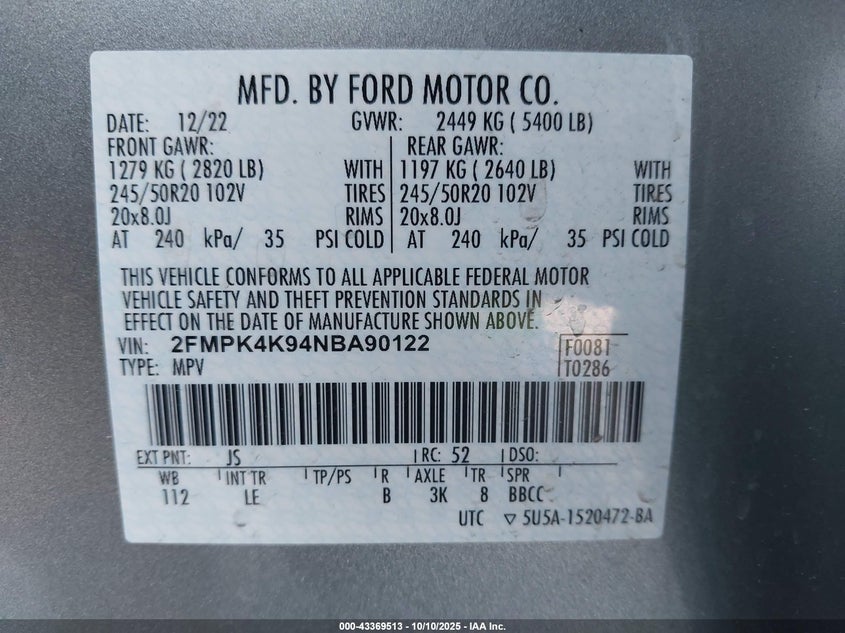 MFD. BY FORD MOTOR CO.
DATE: 12/22 GVWR: 2449 KG ( 5400 LB)
FRONT GAWR: REAR GAWR:
1279 KG ( 2820 LB) WITH 1197 KG ( 2640 LB) WITH
245/50R20 102V TIRES 245/50R20 102V TIRES
20x8.0J RIMS 20x8.0J RIMS
AT 240 kPa/ 35 PSI COLD AT 240 kPa/ 35 PSI COLD
THIS VEHICLE CONFORMS TO ALL APPLICABLE FEDERAL MOTOR
VEHICLE SAFETY AND THEFT PREVENTION STANDARDS IN
EFFECT ON THE DATE OF MANUFACTURE SHOWN ABOVE.
VIN: 2FMPK4K94NBA90122 F0081
TYPE: MPV T0286
EXT PNT: JS RC: 52 DSO:
WB INT TR TP/PS R AXLE TR SPR
112 LE B 3K 8 BBCC
UTC ▽ 5U5A-1520472-BA
000-43369513 - 10/10/2025 - IAA Inc.